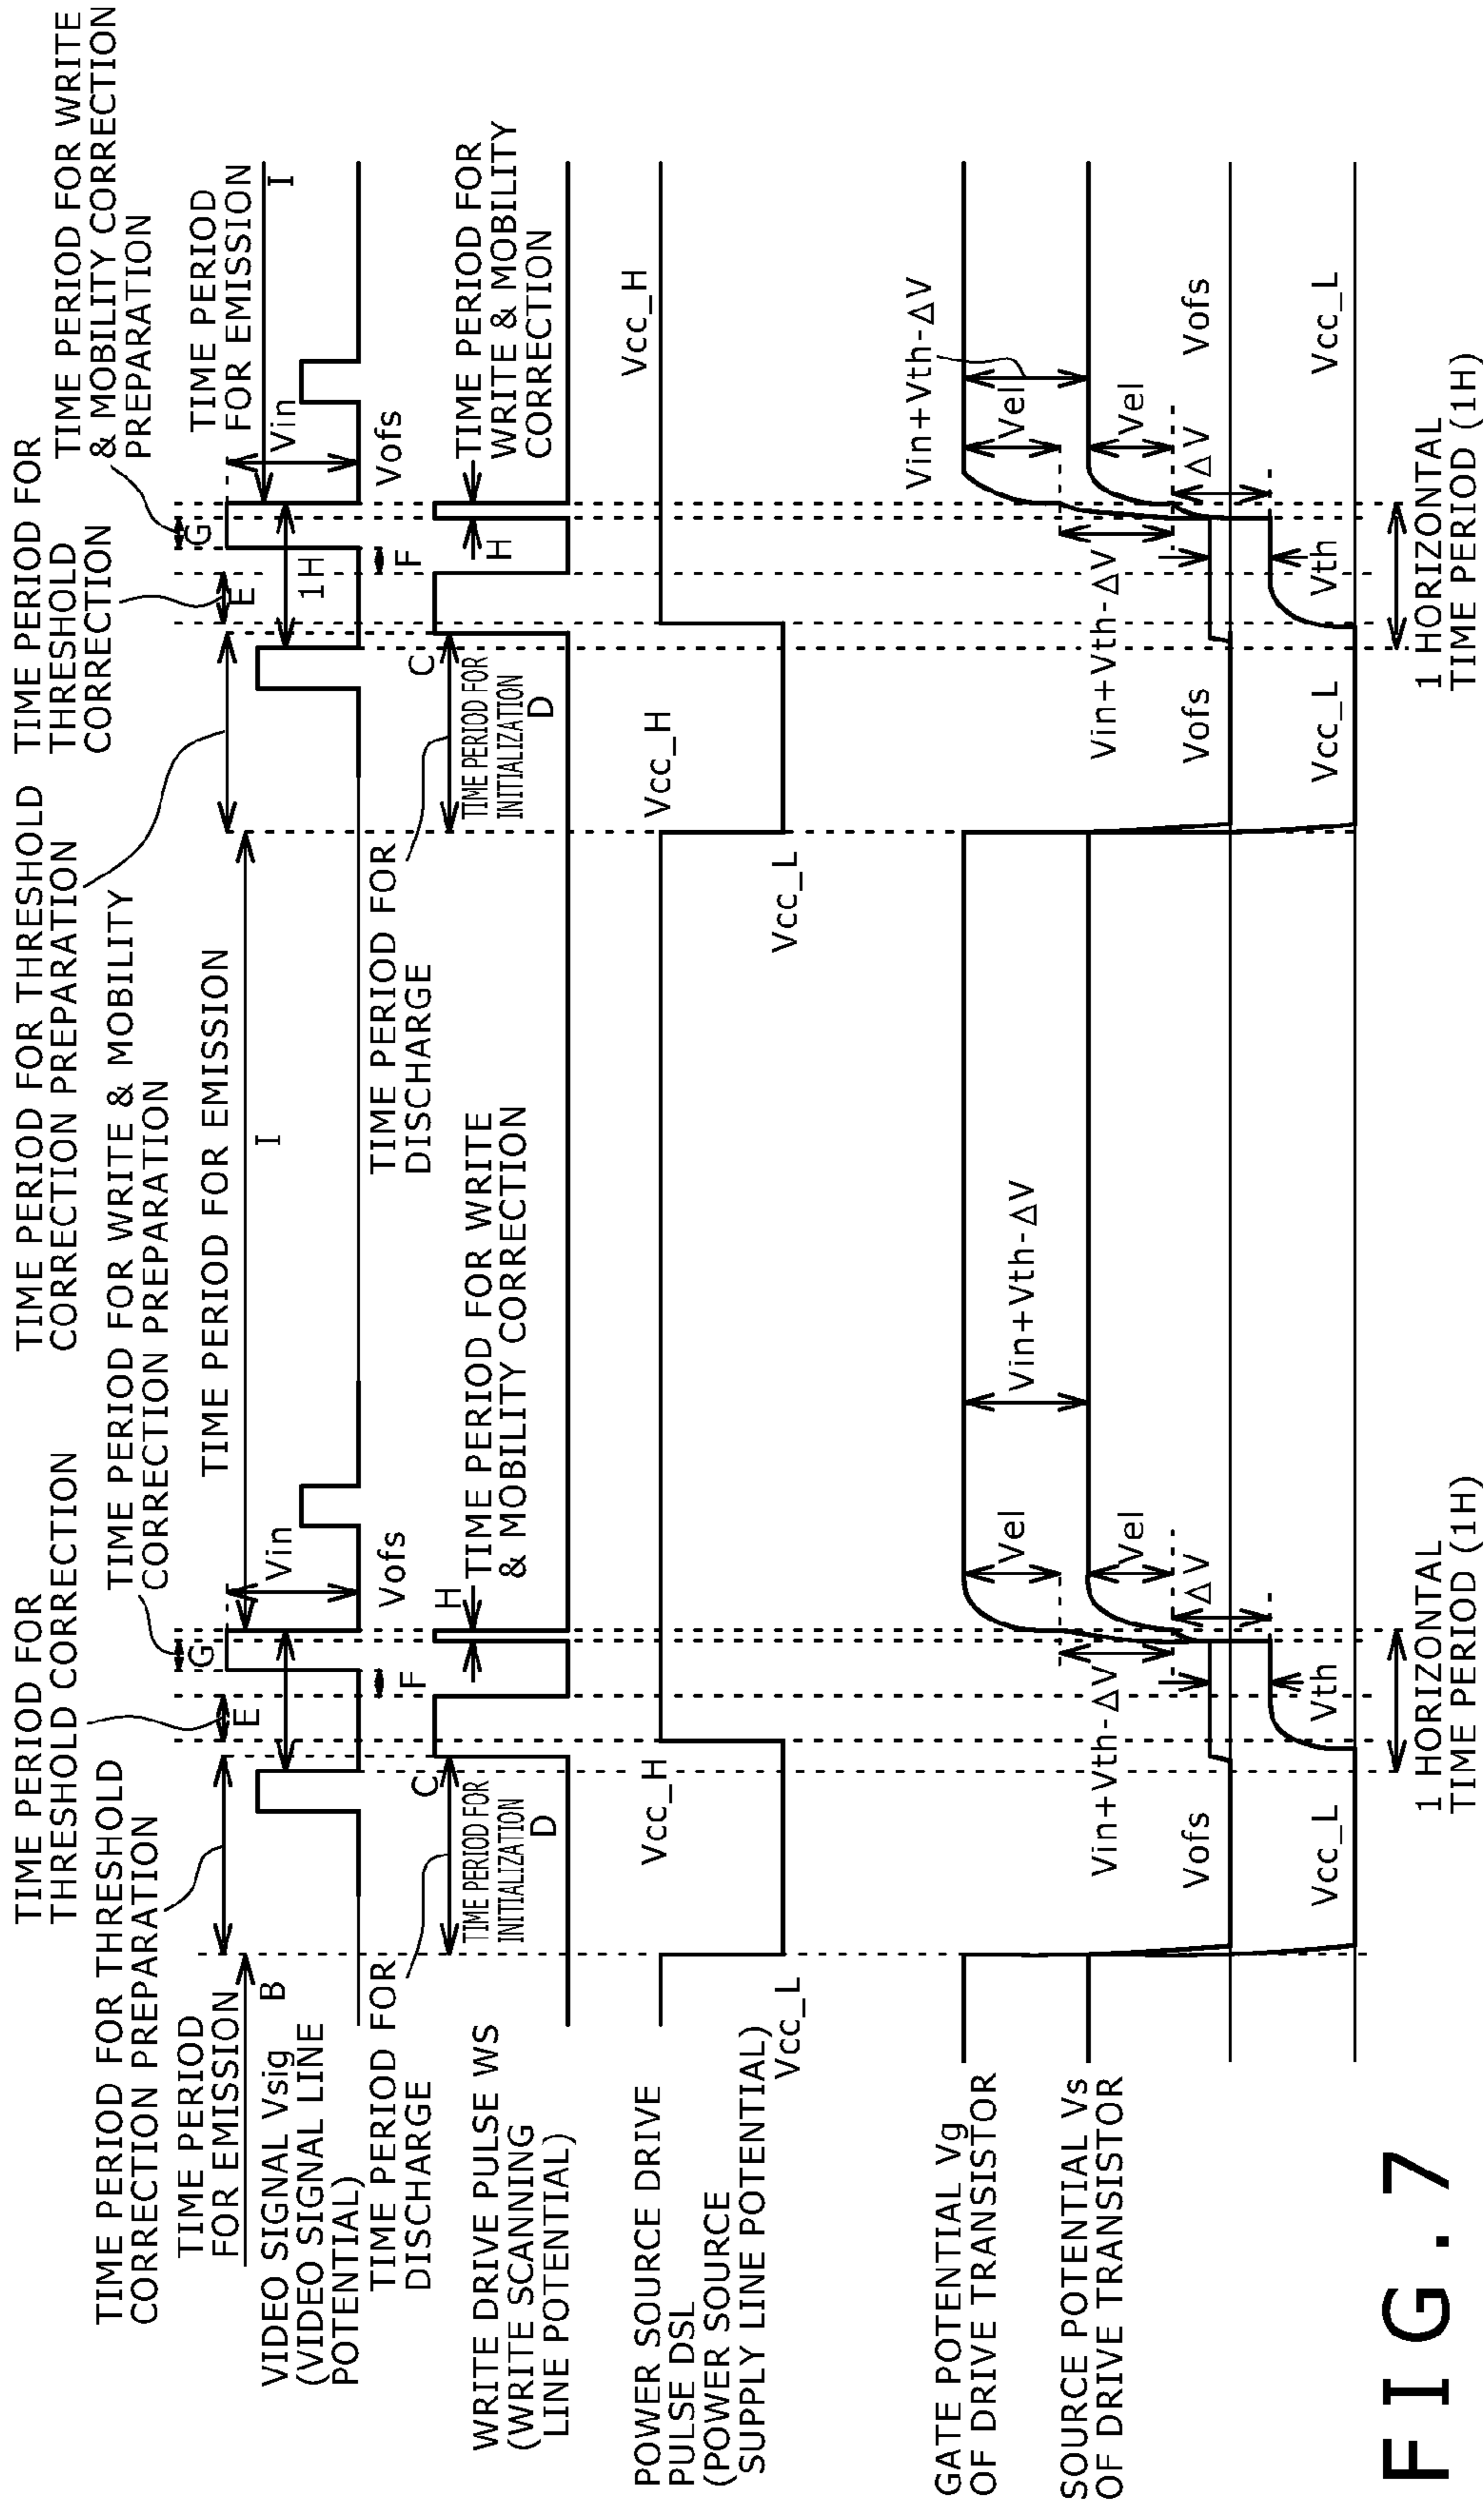 TIME PERIOD FOR
THRESHOLD CORRECTION
TIME PERIOD FOR THRESHOLD
CORRECTION PREPARATION
TIME PERIOD FOR
THRESHOLD
CORRECTION
TIME PERIOD FOR THRESHOLD
CORRECTION PREPARATION
TIME PERIOD FOR WRITE & MOBILITY
CORRECTION PREPARATION
TIME PERIOD FOR WRITE
& MOBILITY CORRECTION
PREPARATION
TIME PERIOD
FOR EMISSION
B
E
G
TIME PERIOD FOR EMISSION
I
E
G
TIME PERIOD
FOR EMISSION
I
VIDEO SIGNAL Vsig
(VIDEO SIGNAL LINE
POTENTIAL)
Vin
1H
Vin
TIME PERIOD FOR
DISCHARGE
C
F
Vofs
TIME PERIOD FOR
DISCHARGE
C
F
Vofs
WRITE DRIVE PULSE WS
(WRITE SCANNING
LINE POTENTIAL)
TIME PERIOD FOR
INITIALIZATION
D
H
TIME PERIOD FOR WRITE
& MOBILITY CORRECTION
TIME PERIOD FOR
INITIALIZATION
D
H
TIME PERIOD FOR
WRITE & MOBILITY
CORRECTION
POWER SOURCE DRIVE
PULSE DSL
(POWER SOURCE
SUPPLY LINE POTENTIAL)
Vcc_H
Vcc_H
Vcc_H
Vcc_L
Vcc_L
GATE POTENTIAL Vg
OF DRIVE TRANSISTOR
Vel
Vin+Vth-ΔV
Vel
Vin+Vth-ΔV
SOURCE POTENTIAL Vs
OF DRIVE TRANSISTOR
Vin+Vth-ΔV
Vel
Vin+Vth-ΔV
Vel
Vofs
ΔV
Vofs
ΔV
Vofs
Vcc_L
Vth
Vcc_L
Vth
Vcc_L
1 HORIZONTAL
TIME PERIOD (1H)
1 HORIZONTAL
TIME PERIOD (1H)
FIG.7